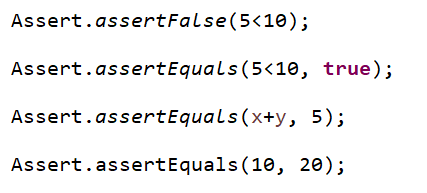 Assert.assertFalse(5<10);
Assert.assertEquals(5<10, true);
Assert.assertEquals(x+y, 5);
Assert.assertEquals(10, 20);